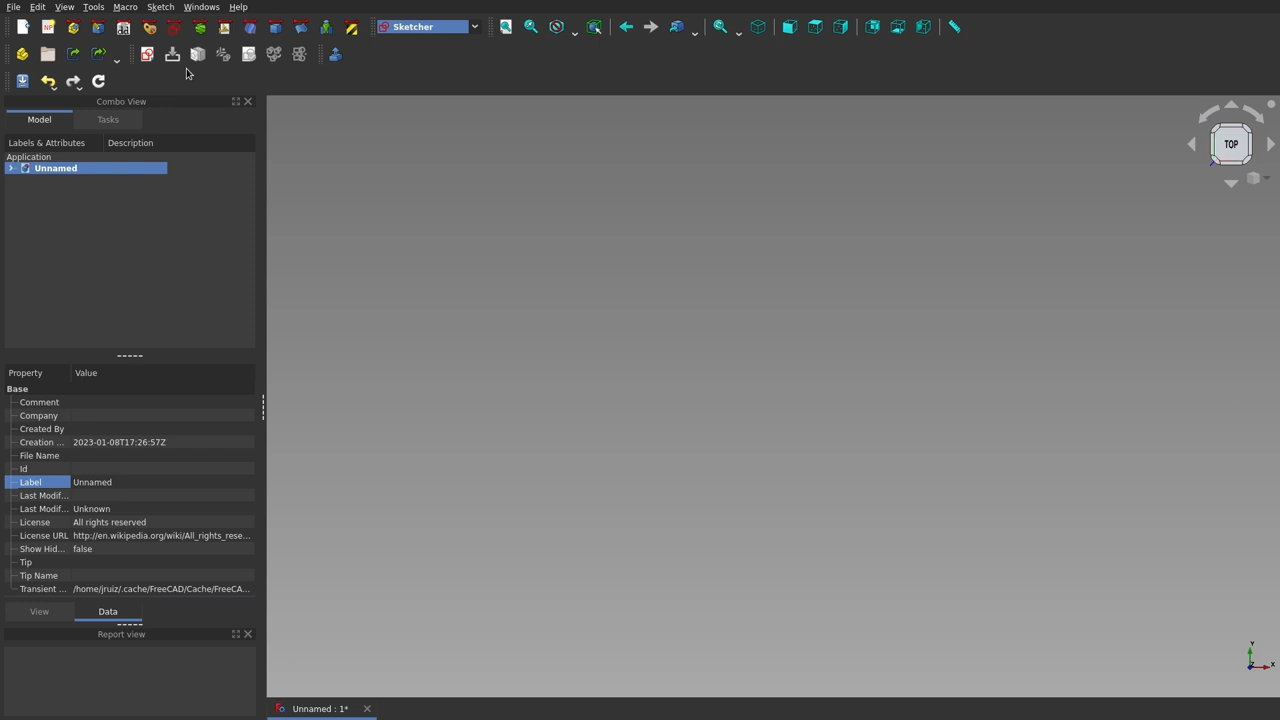 File Edit View Tools Macro Sketch Windows Help
Sketcher
Combo View
Model Tasks
Labels & Attributes Description
Application
Unnamed
TOP
Property Value
Base
Comment
Company
Created By
Creation ... 2023-01-08T17:26:57Z
File Name
Id
Label Unnamed
Last Modif...
Last Modif... Unknown
License All rights reserved
License URL http://en.wikipedia.org/wiki/All_rights_rese...
Show Hid... false
Tip
Tip Name
Transient ... /home/jruiz/.cache/FreeCAD/Cache/FreeCA...
View Data
Report view
Y
Z X
Unnamed : 1*